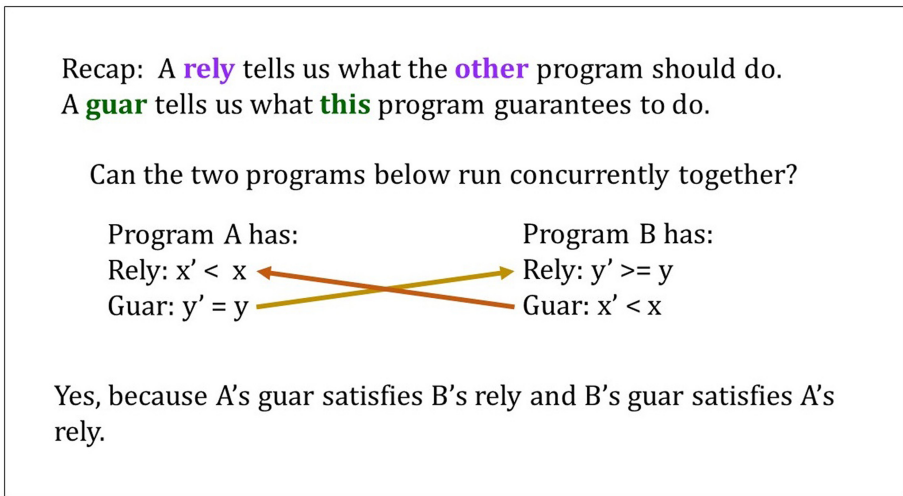 Recap:  A rely tells us what the other program should do.
A guar tells us what this program guarantees to do.
Can the two programs below run concurrently together?
Program A has:
Rely: x’ <  x
Guar: y’ = y
Program B has:
Rely: y’ >= y
Guar: x’ < x
Yes, because A’s guar satisfies B’s rely and B’s guar satisfies A’s
rely.